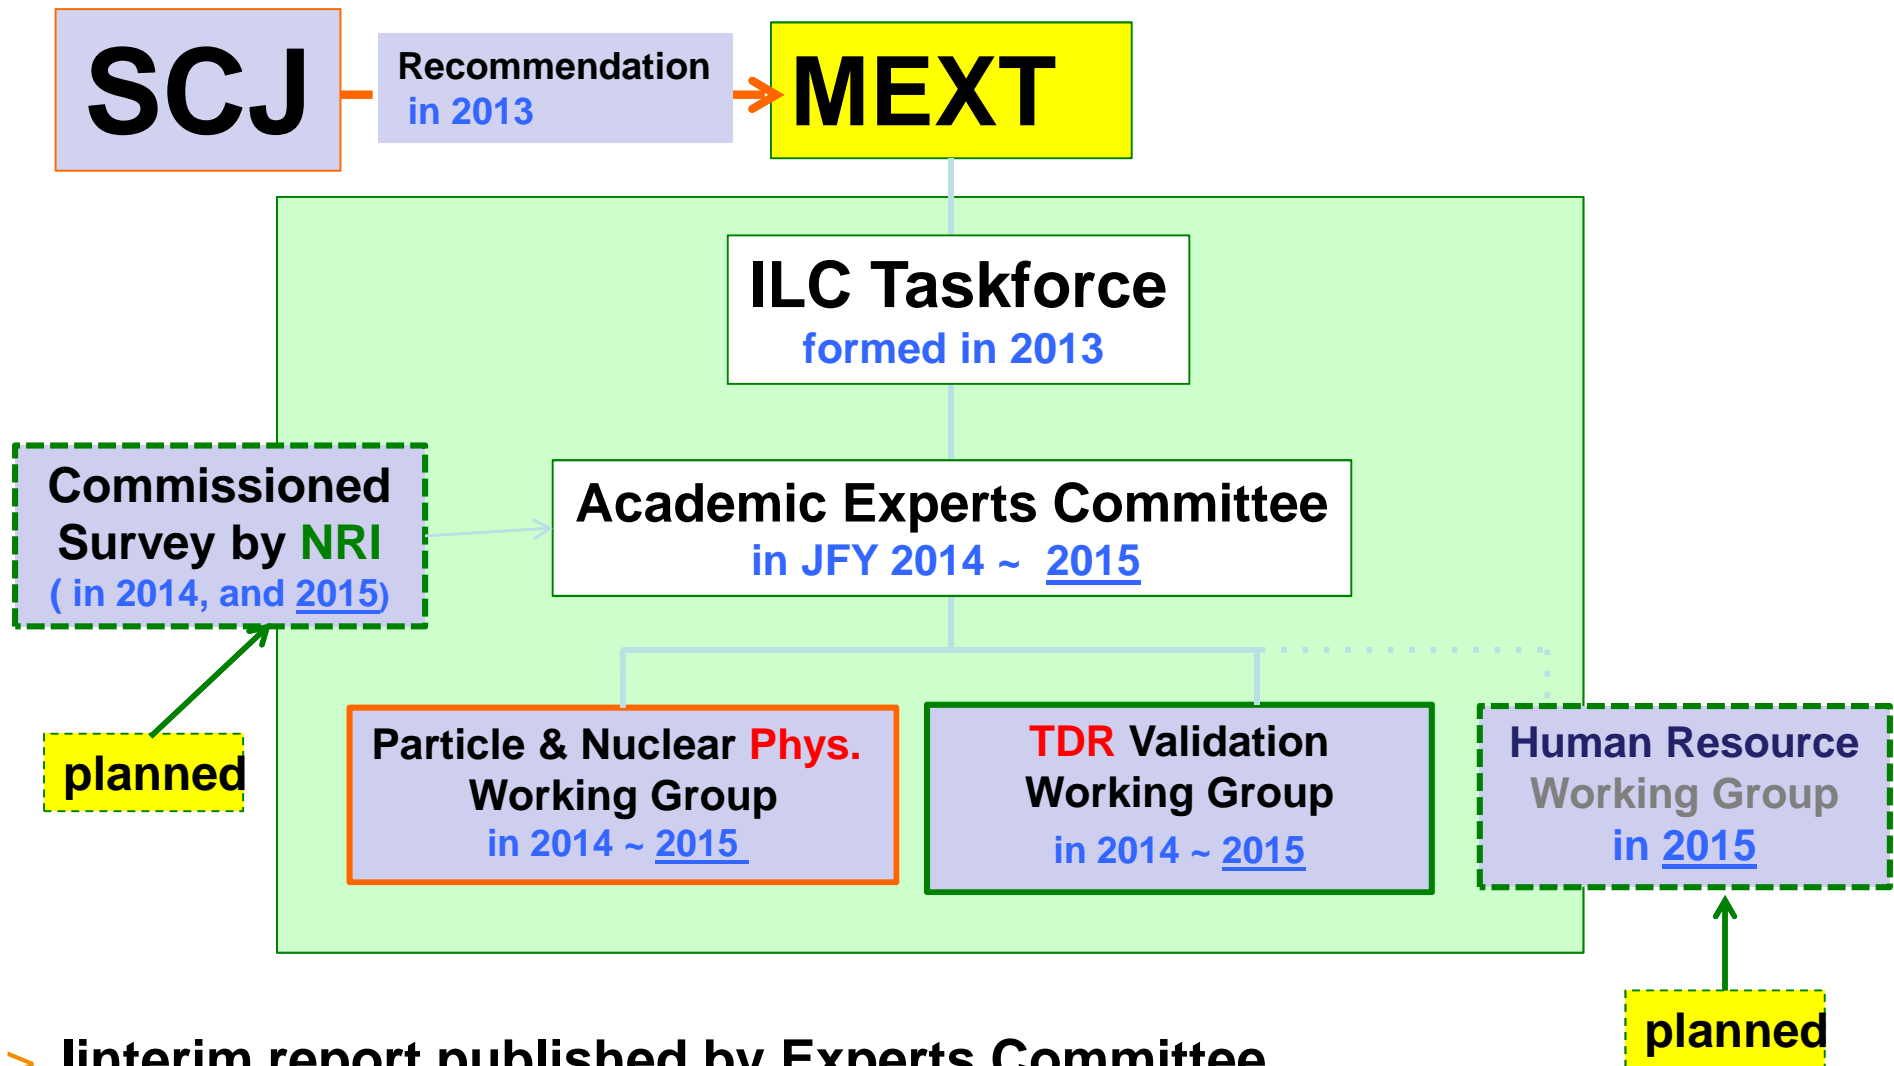 SCJ
Recommendation
in 2013
MEXT
ILC Taskforce
formed in 2013
Commissioned
Survey by NRI
( in 2014, and 2015)
Academic Experts Committee
in JFY 2014 ~ 2015
planned
Particle & Nuclear Phys.
Working Group
in 2014 ~ 2015
TDR Validation
Working Group
in 2014 ~ 2015
Human Resource
Working Group
in 2015
planned
➢ Iinterim report published by Experts Committee